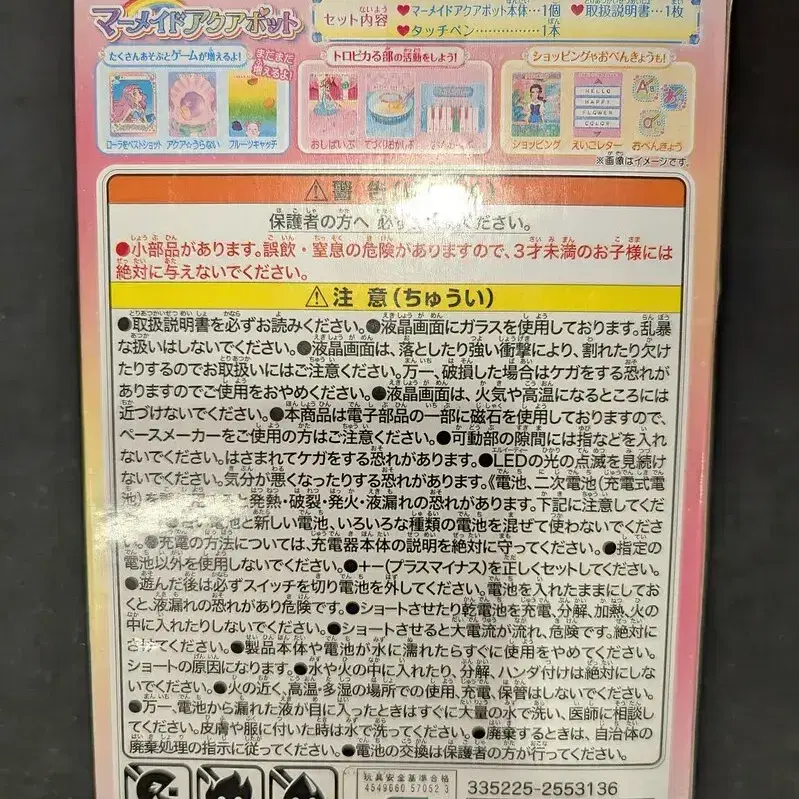 マーメイドアクアポット
セット内容
♥マーメイドアクアポット本体…1個 ♥取扱説明書…1枚
♥タッチペン……………1本
たくさんあそぶとゲームが増えるよ!
まだまだ増えるよ
トロピカる部の活動をしよう!
ショッピングやおべんきょうも!
ローラをベストショット アクア☆うらない フルーツキャッチ
ショッピング えいごレター おべんきょう
HELLO
HAPPY
FLOWER
COLOR
※画像はイメージです。
⚠警告
保護者の方へ 必ず ください。
●小部品があります。誤飲・窒息の危険がありますので、3才未満のお子様には
絶対に与えないでください。
⚠注意(ちゅうい)
●取扱説明書を必ずお読みください。●液晶画面にガラスを使用しております。乱暴
な扱いはしないでください。●液晶画面は、落としたり強い衝撃により、割れたり欠け
たりするのでお取扱いにはご注意ください。万一、破損した場合はケガをする恐れが
ありますのでご使用をおやめください。●液晶画面は、火気や高温になるところには
近づけないでください。●本商品は電子部品の一部に磁石を使用しておりますので、
ペースメーカーをご使用の方はご注意ください。●可動部の隙間には指などを入れ
ないでください。はさまれてケガをする恐れがあります。●LEDの光の点滅を見続け
ないでください。気分が悪くなったりする恐れがあります。《電池、二次電池(充電式電
池)を 発熱・破裂・発火・液漏れの恐れがあります。下記に注意してくだ
電池と新しい電池、いろいろな種類の電池を混ぜて使わないでくださ
い。●充電の方法については、充電器本体の説明を絶対に守ってください。●指定の
電池以外を使用しないでください。●+−(プラスマイナス)を正しくセットしてください。
●遊んだ後は必ずスイッチを切り電池を外してください。電池を入れたままにしてお
くと、液漏れの恐れがあり危険です。●ショートさせたり乾電池を充電、分解、加熱、火の
中に入れたりしないでください。●ショートさせると大電流が流れ、危険です。絶対に
さけてください。●製品本体や電池が水に濡れたらすぐに使用をやめてください。
ショートの原因になります。●水や火の中に入れたり、分解、ハンダ付けは絶対にしな
いでください。●火の近く、高温・多湿の場所での使用、充電、保管はしないでください。
●万一、電池から漏れた液が目に入ったときはすぐに大量の水で洗い、医師に相談し
てください。皮膚や服に付いた時は水で洗ってください。●廃棄するときは、自治体の
廃棄処理の指示に従ってください。●電池の交換は保護者の方が行ってください。
玩具安全基準合格
4549660 57052 3
335225-2553136